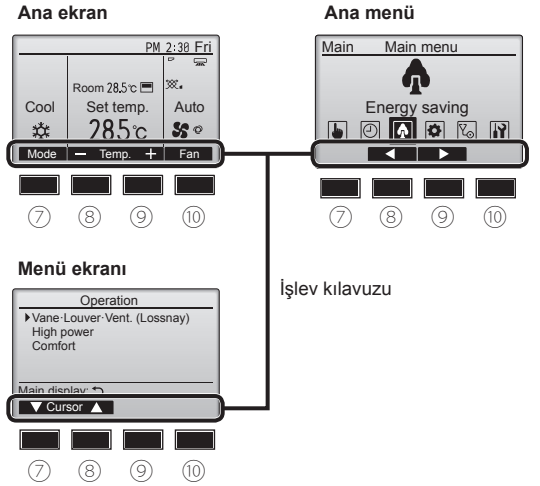 Ana ekran
PM 2:30 Fri
Room 28.5°C
Cool Set temp. Auto
28.5°C
Mode − Temp. + Fan
⑦ ⑧ ⑨ ⑩
Ana menü
Main Main menu
Energy saving
⑦ ⑧ ⑨ ⑩
İşlev kılavuzu
Menü ekranı
Operation
Vane·Louver·Vent. (Lossnay)
High power
Comfort
Main display:
Cursor
⑦ ⑧ ⑨ ⑩